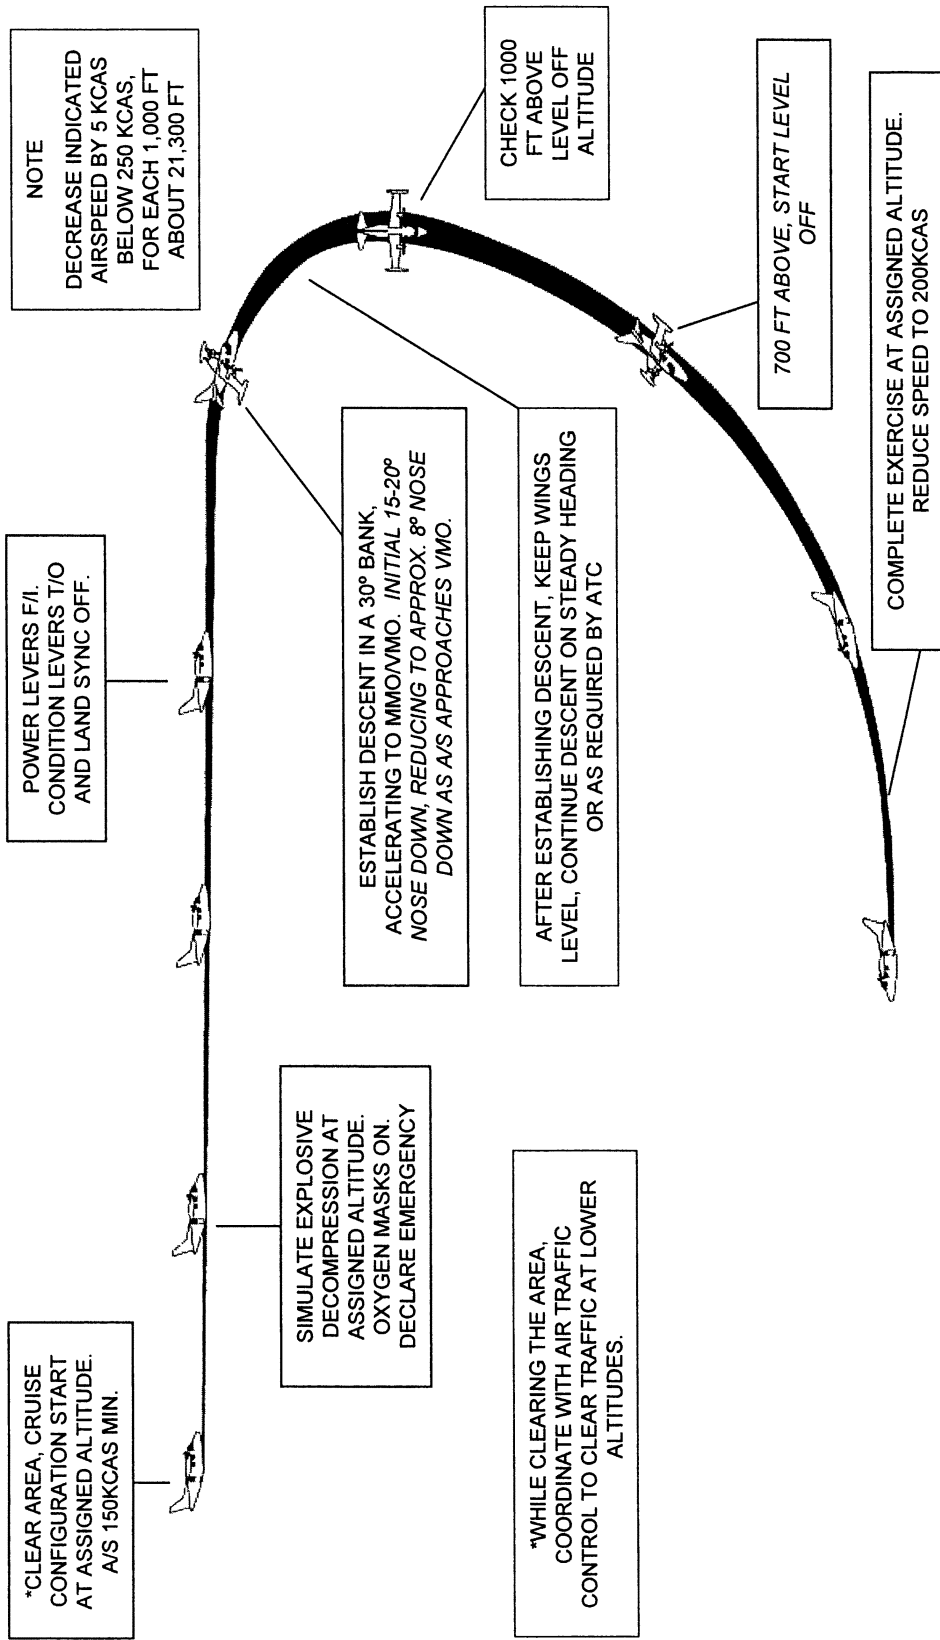 *CLEAR AREA, CRUISE
CONFIGURATION START
AT ASSIGNED ALTITUDE.
A/S 150KCAS MIN.
SIMULATE EXPLOSIVE
DECOMPRESSION AT
ASSIGNED ALTITUDE.
OXYGEN MASKS ON.
DECLARE EMERGENCY
POWER LEVERS F/I.
CONDITION LEVERS T/O
AND LAND SYNC OFF.
NOTE
DECREASE INDICATED
AIRSPEED BY 5 KCAS
BELOW 250 KCAS,
FOR EACH 1,000 FT
ABOUT 21,300 FT
ESTABLISH DESCENT IN A 30° BANK,
ACCELERATING TO MMO/VMO. INITIAL 15-20°
NOSE DOWN, REDUCING TO APPROX. 8° NOSE
DOWN AS A/S APPROACHES VMO.
AFTER ESTABLISHING DESCENT, KEEP WINGS
LEVEL, CONTINUE DESCENT ON STEADY HEADING
OR AS REQUIRED BY ATC
CHECK 1000
FT ABOVE
LEVEL OFF
ALTITUDE
700 FT ABOVE, START LEVEL
OFF
COMPLETE EXERCISE AT ASSIGNED ALTITUDE.
REDUCE SPEED TO 200KCAS
*WHILE CLEARING THE AREA,
COORDINATE WITH AIR TRAFFIC
CONTROL TO CLEAR TRAFFIC AT LOWER
ALTITUDES.